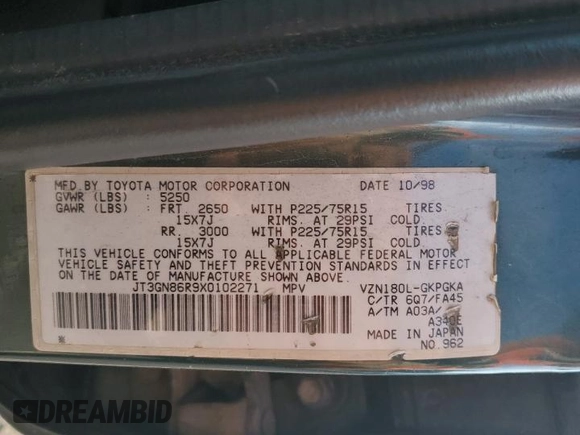 MFD BY TOYOTA MOTOR CORPORATION DATE 10/98
GVWR (LBS) : 5250
GAWR (LBS) : FRT 2650 WITH P225/75R15 TIRES
15X7J RIMS. AT 29PSI COLD.
RR. 3000 WITH P225/75R15 TIRES
15X7J RIMS. AT 29PSI COLD.
THIS VEHICLE CONFORMS TO ALL APPLICABLE FEDERAL MOTOR
VEHICLE SAFETY AND THEFT PREVENTION STANDARDS IN EFFECT
ON THE DATE OF MANUFACTURE SHOWN ABOVE.
JT3GN86R9X0102271 MPV VZN180L-GKPGKA
C/TR 6Q7/FA45
A/TM A03A/
A340E
MADE IN JAPAN
NO. 962
DREAMBID